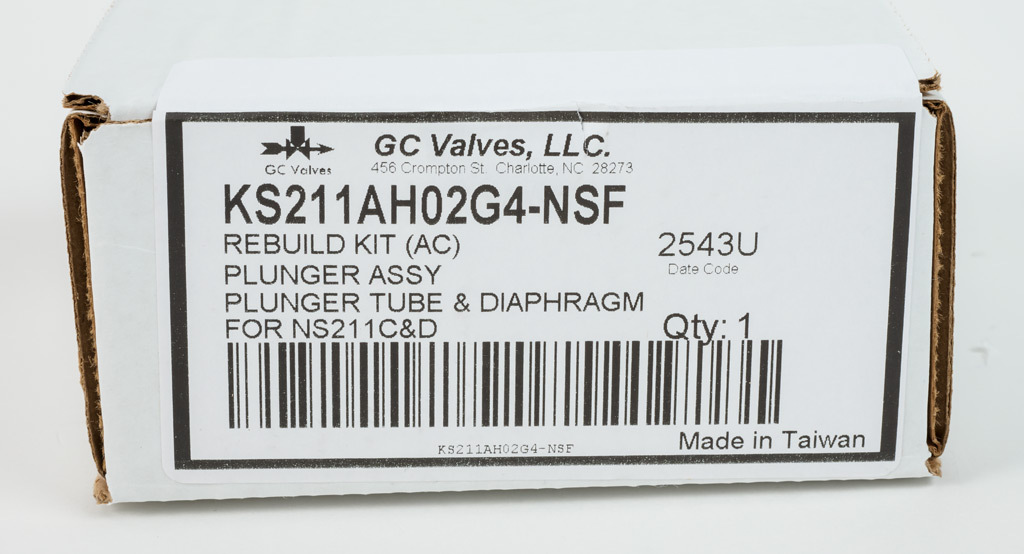 GC Valves
GC Valves, LLC.
456 Crompton St. Charlotte, NC 28273
KS211AH02G4-NSF
REBUILD KIT (AC)
PLUNGER ASSY
PLUNGER TUBE & DIAPHRAGM
FOR NS211C&D
2543U
Date Code
Qty: 1
KS211AH02G4-NSF
Made in Taiwan